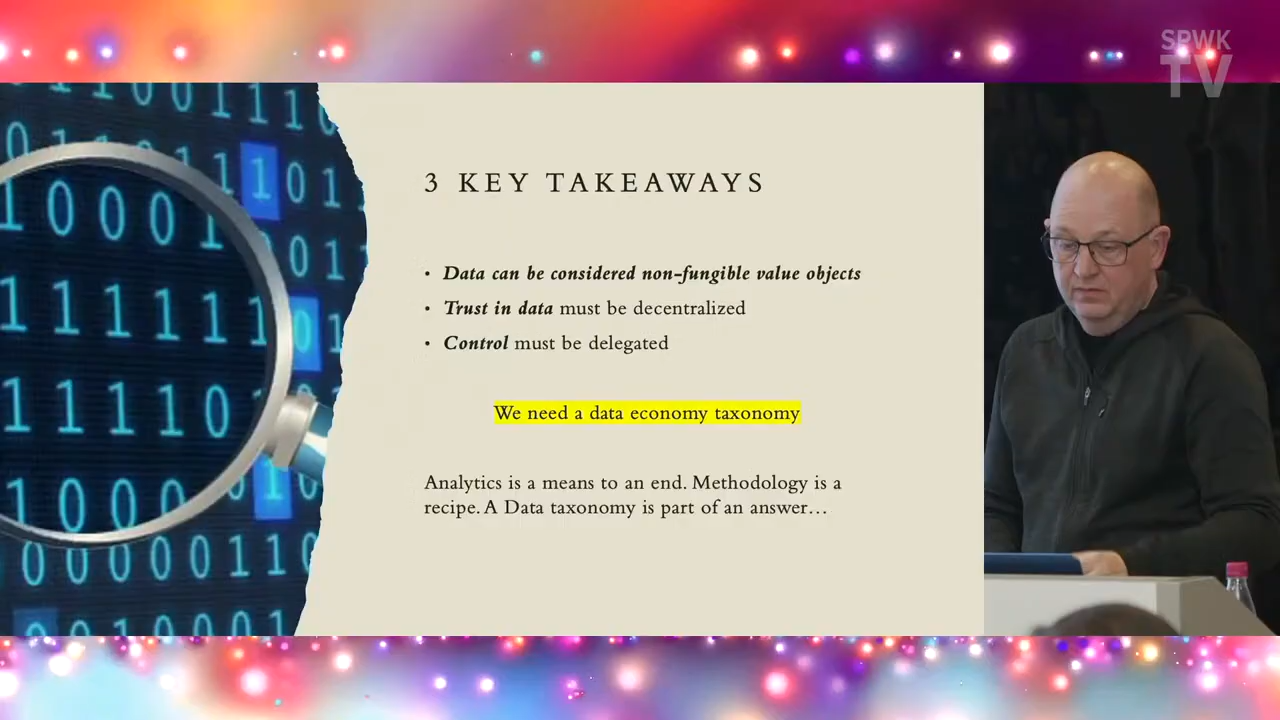 SPWK
TV
3 KEY TAKEAWAYS
• Data can be considered non-fungible value objects
• Trust in data must be decentralized
• Control must be delegated
We need a data economy taxonomy
Analytics is a means to an end. Methodology is a
recipe. A Data taxonomy is part of an answer…